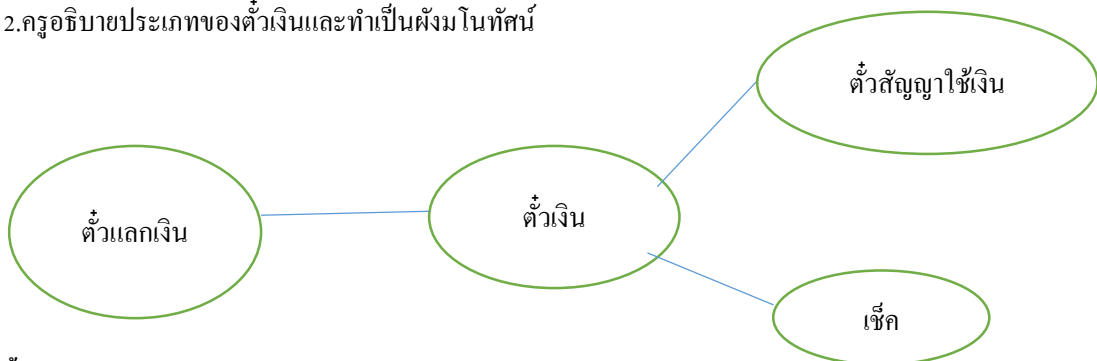 2.ครูอธิบายประเภทของตั๋วเงินและทำเป็นผังมโนทัศน์
ตั๋วสัญญาใช้เงิน
ตั๋วแลกเงิน
ตั๋วเงิน
เช็ค